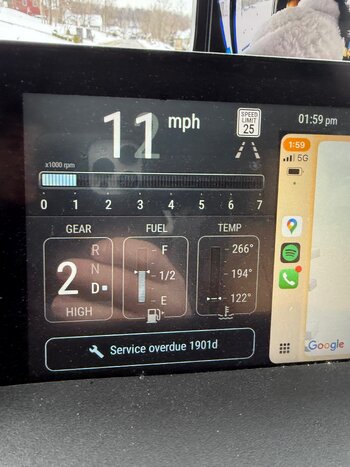 11 mph
SPEED
LIMIT
25
01:59 pm
x1000 rpm
0 1 2 3 4 5 6 7
1:59
5G
GEAR
R
N
2 D
HIGH
FUEL
F
1/2
E
TEMP
266°
194°
122°
Service overdue 1901d
Google